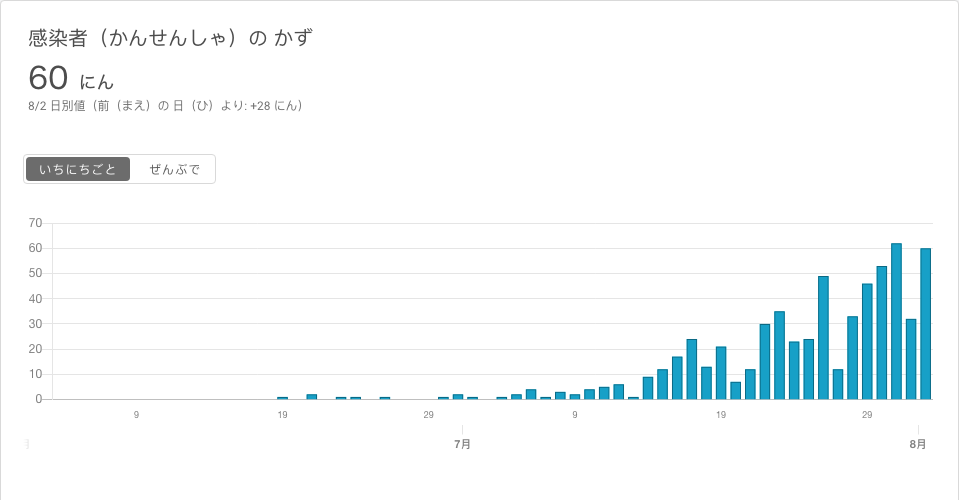 感染者（かんせんしゃ）の かず
60 にん
8/2 日別値（前（まえ）の 日（ひ）より: +28 にん）
いちにちごと ぜんぶで
70
60
50
40
30
20
10
0
9 19 29 9 19 29
7月 8月